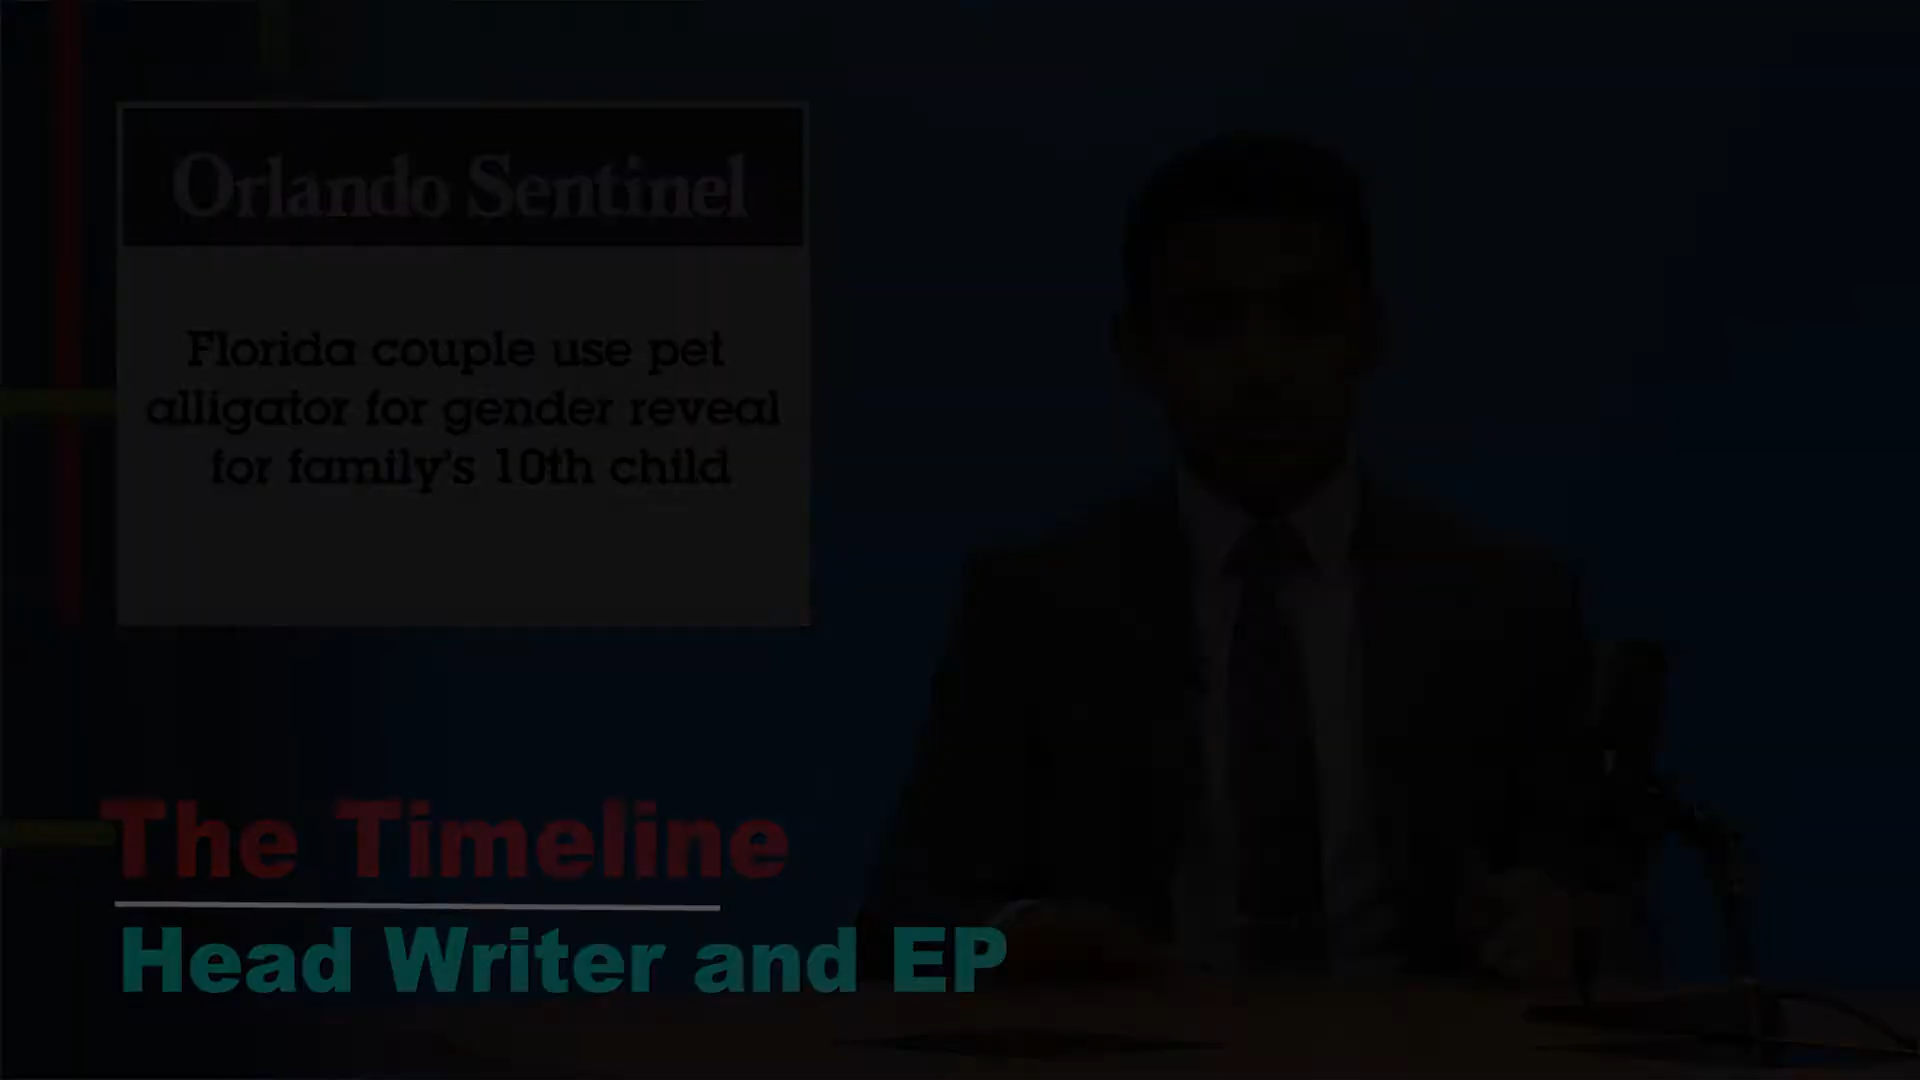 Orlando Sentinel
Florida couple use pet
alligator for gender reveal
for family's 10th child
The Timeline
Head Writer and EP